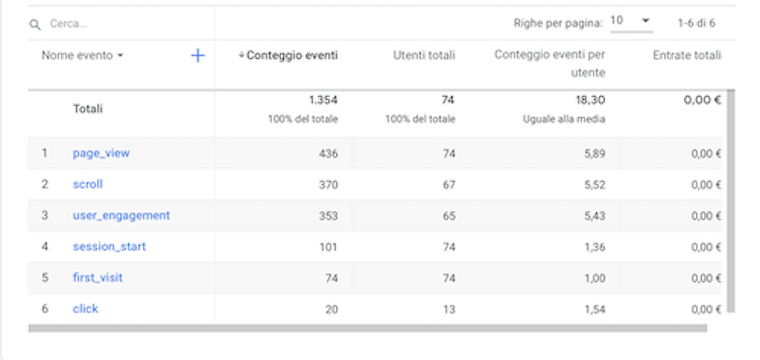 Cerca...
Righe per pagina: 10 1-6 di 6
Nome evento + Conteggio eventi Utenti totali Conteggio eventi per utente Entrate totali
Totali 1.354 74 18,30 0,00 €
100% del totale 100% del totale Uguale alla media
1 page_view 436 74 5,89 0,00 €
2 scroll 370 67 5,52 0,00 €
3 user_engagement 353 65 5,43 0,00 €
4 session_start 101 74 1,36 0,00 €
5 first_visit 74 74 1,00 0,00 €
6 click 20 13 1,54 0,00 €